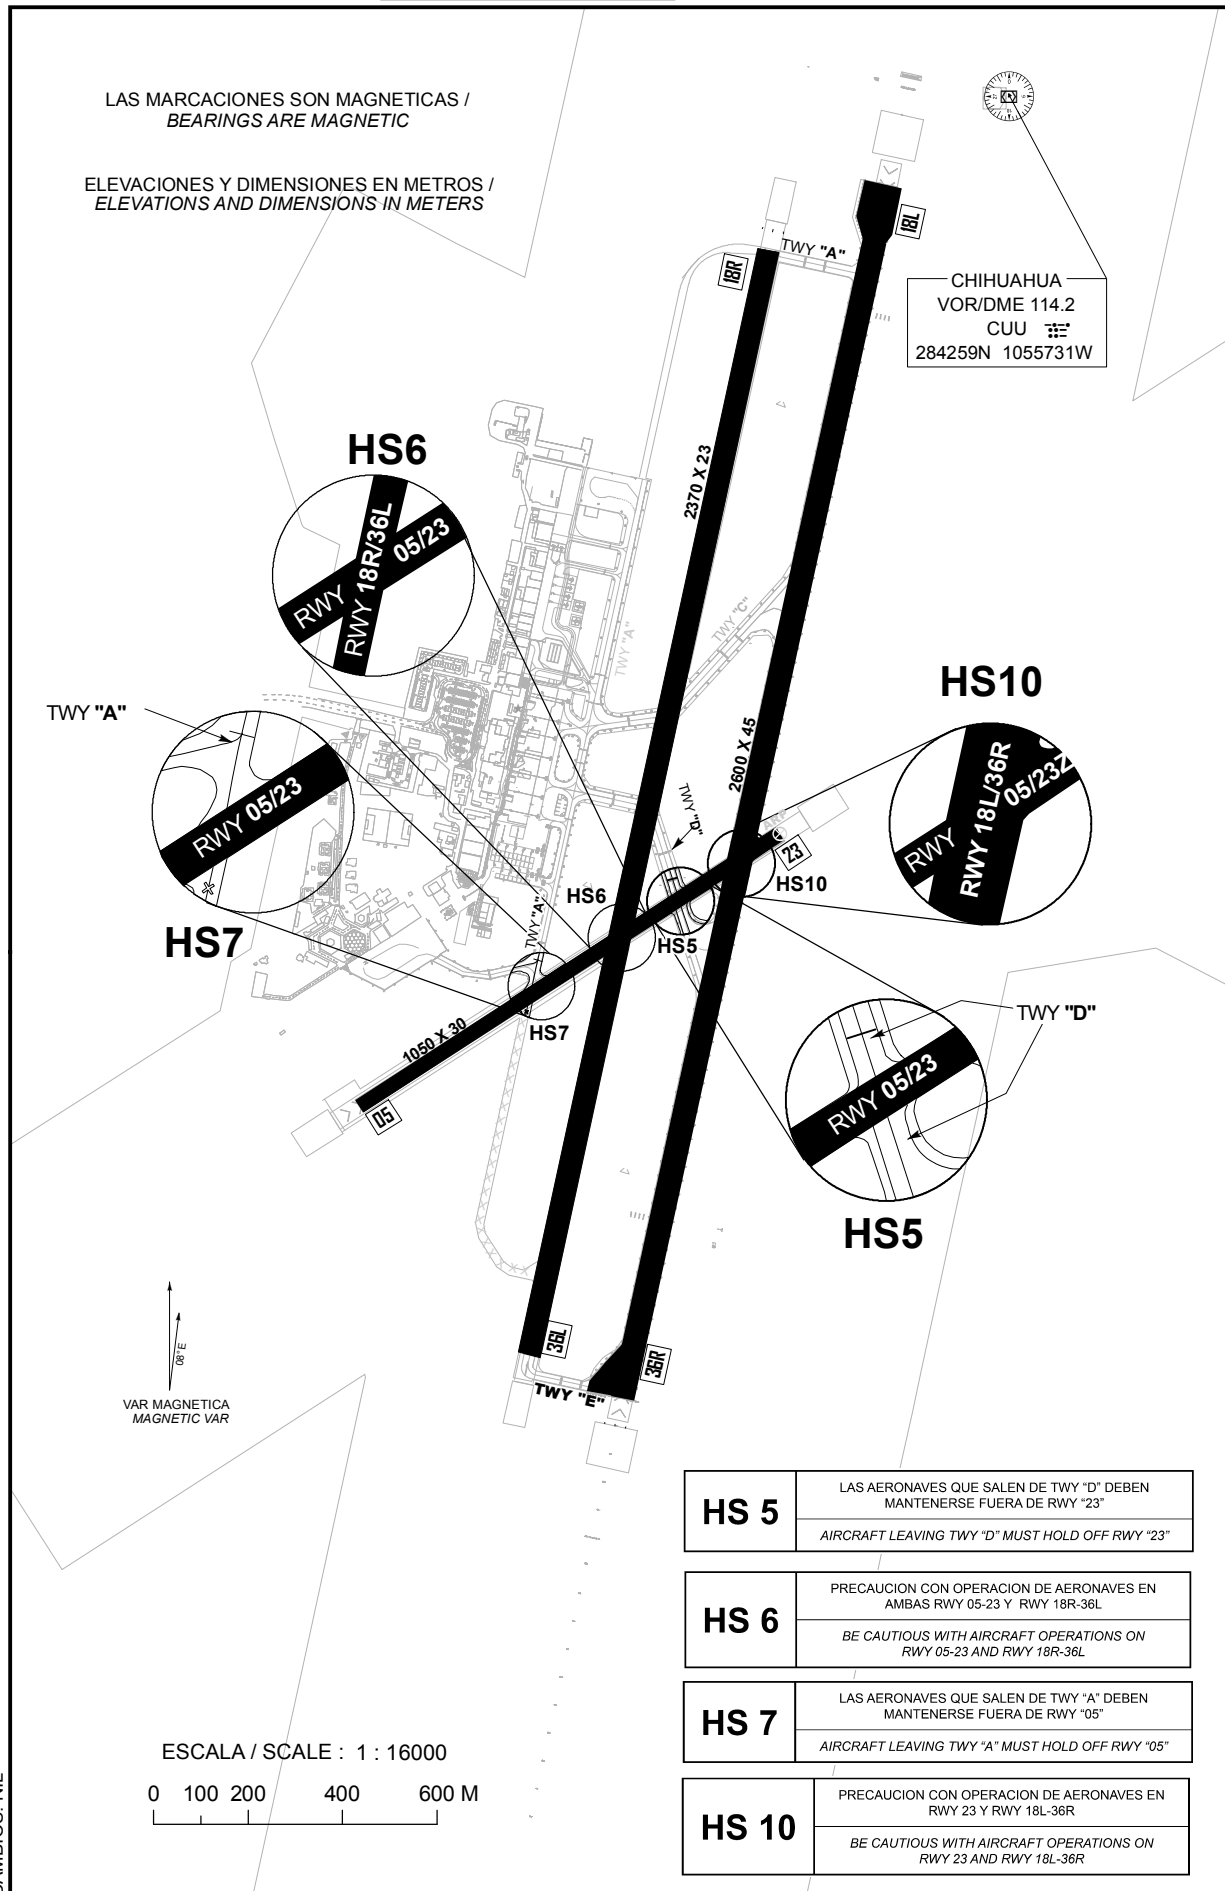 LAS MARCACIONES SON MAGNETICAS /
BEARINGS ARE MAGNETIC
ELEVACIONES Y DIMENSIONES EN METROS /
ELEVATIONS AND DIMENSIONS IN METERS
18L
TWY "A"
18R
CHIHUAHUA
VOR/DME 114.2
CUU
284259N 1055731W
HS6
RWY 18R/36L
RWY 05/23
2370 X 23
TWY "A"
TWY "C"
HS10
RWY 18L/36R
RWY 05/23
TWY "A"
RWY 05/23
HS7
2600 X 45
TWY "D"
ARP
23
HS10
HS6
HS5
TWY "A"
HS7
1050 X 30
05
TWY "D"
RWY 05/23
HS5
36L
36R
TWY "E"
08° E
VAR MAGNETICA
MAGNETIC VAR
HS 5
LAS AERONAVES QUE SALEN DE TWY “D” DEBEN
MANTENERSE FUERA DE RWY “23”
AIRCRAFT LEAVING TWY “D” MUST HOLD OFF RWY “23”
HS 6
PRECAUCION CON OPERACION DE AERONAVES EN
AMBAS RWY 05-23 Y RWY 18R-36L
BE CAUTIOUS WITH AIRCRAFT OPERATIONS ON
RWY 05-23 AND RWY 18R-36L
HS 7
LAS AERONAVES QUE SALEN DE TWY “A” DEBEN
MANTENERSE FUERA DE RWY “05”
AIRCRAFT LEAVING TWY “A” MUST HOLD OFF RWY “05”
HS 10
PRECAUCION CON OPERACION DE AERONAVES EN
RWY 23 Y RWY 18L-36R
BE CAUTIOUS WITH AIRCRAFT OPERATIONS ON
RWY 23 AND RWY 18L-36R
ESCALA / SCALE : 1 : 16000
0 100 200 400 600 M